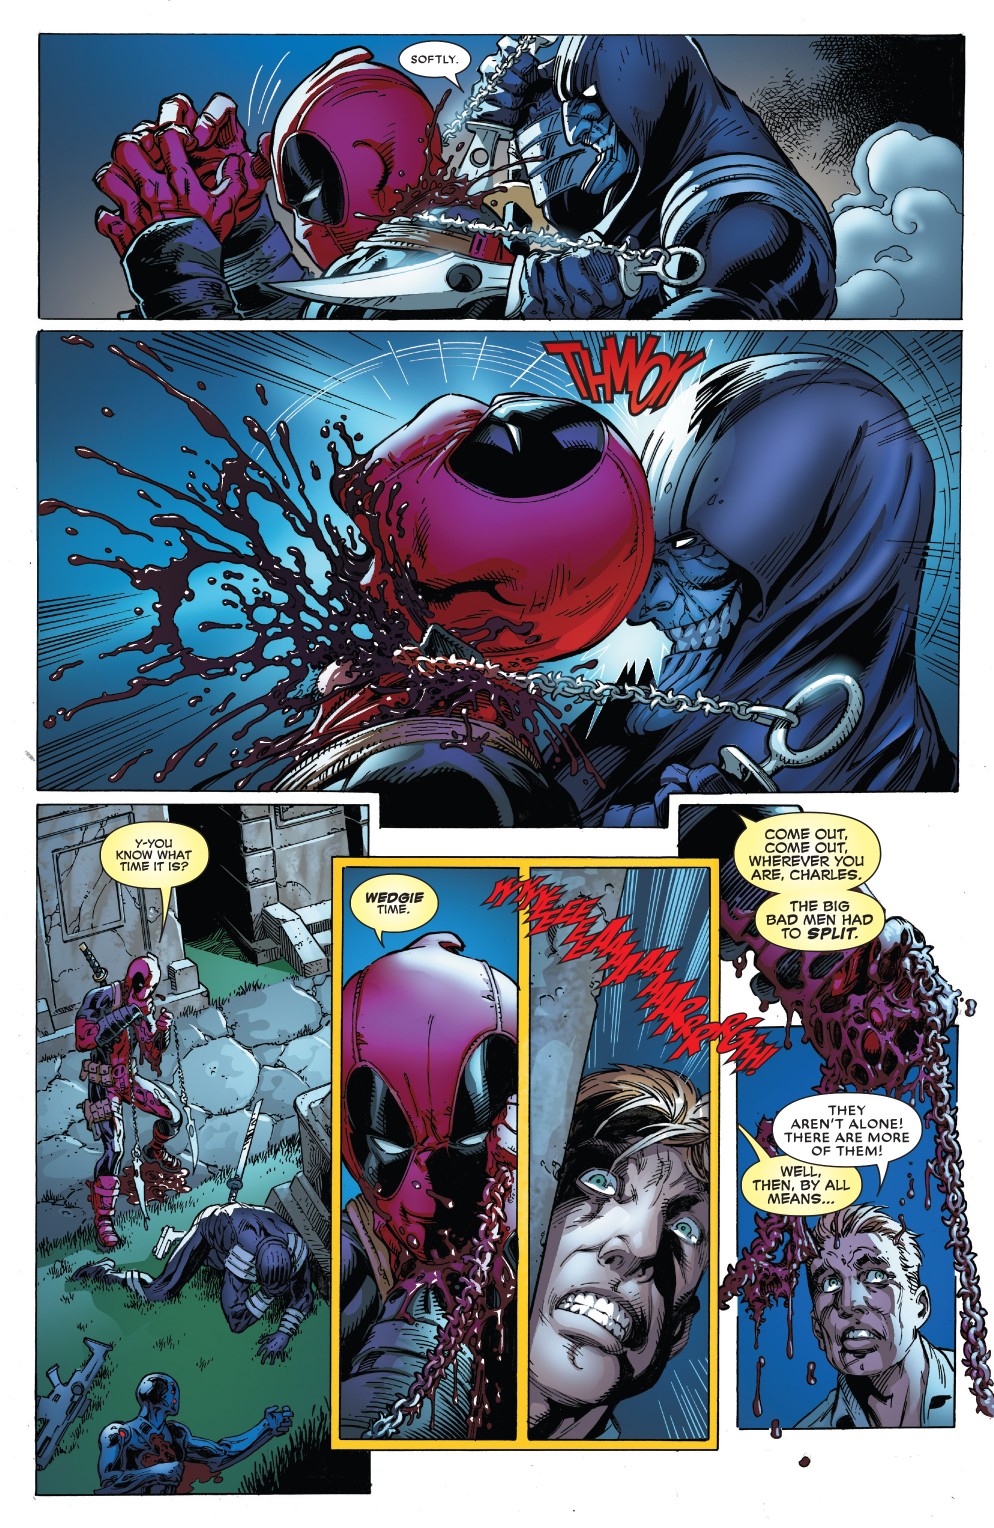 SOFTLY.
THWOK
Y-YOU
KNOW WHAT
TIME IT IS?
WEDGIE
TIME.
YYYEEEEEAAAAAAAARRRGHH!
COME OUT,
COME OUT,
WHEREVER YOU
ARE, CHARLES.
THE BIG
BAD MEN HAD
TO SPLIT.
THEY
AREN'T ALONE!
THERE ARE MORE
OF THEM!
WELL,
THEN, BY ALL
MEANS...